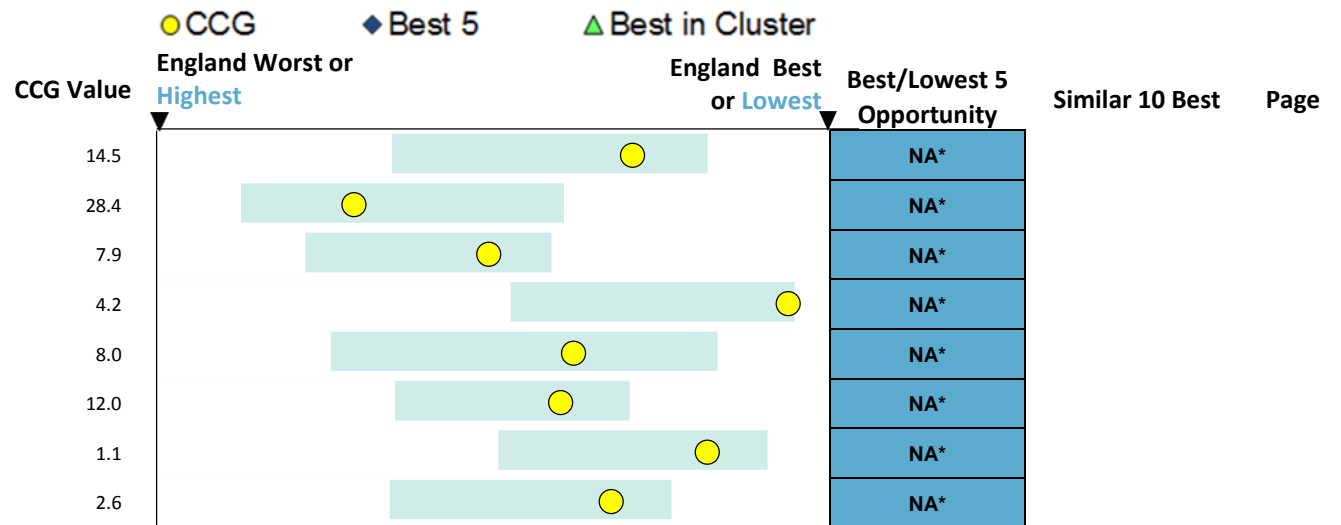 CCG Best 5 Best in Cluster
CCG Value England Worst or Highest England Best or Lowest Best/Lowest 5 Opportunity Similar 10 Best Page
14.5 NA*
28.4 NA*
7.9 NA*
4.2 NA*
8.0 NA*
12.0 NA*
1.1 NA*
2.6 NA*